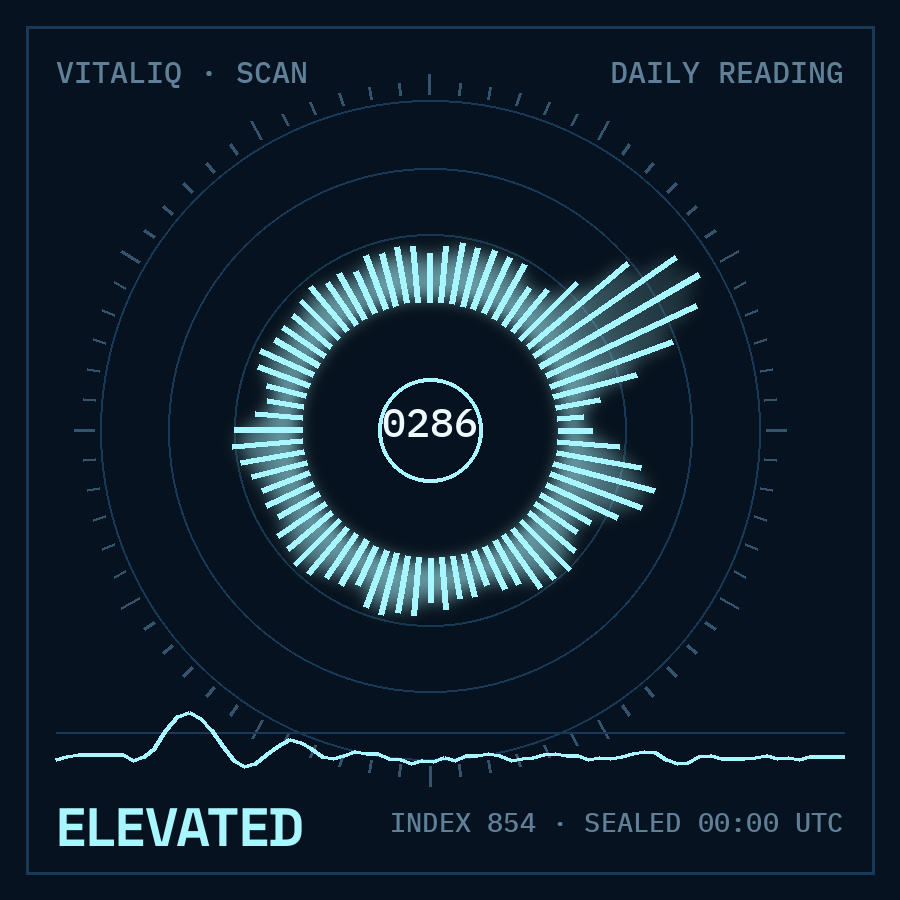 VITALIQ · SCAN
DAILY READING
0286
ELEVATED
INDEX 854 · SEALED 00:00 UTC